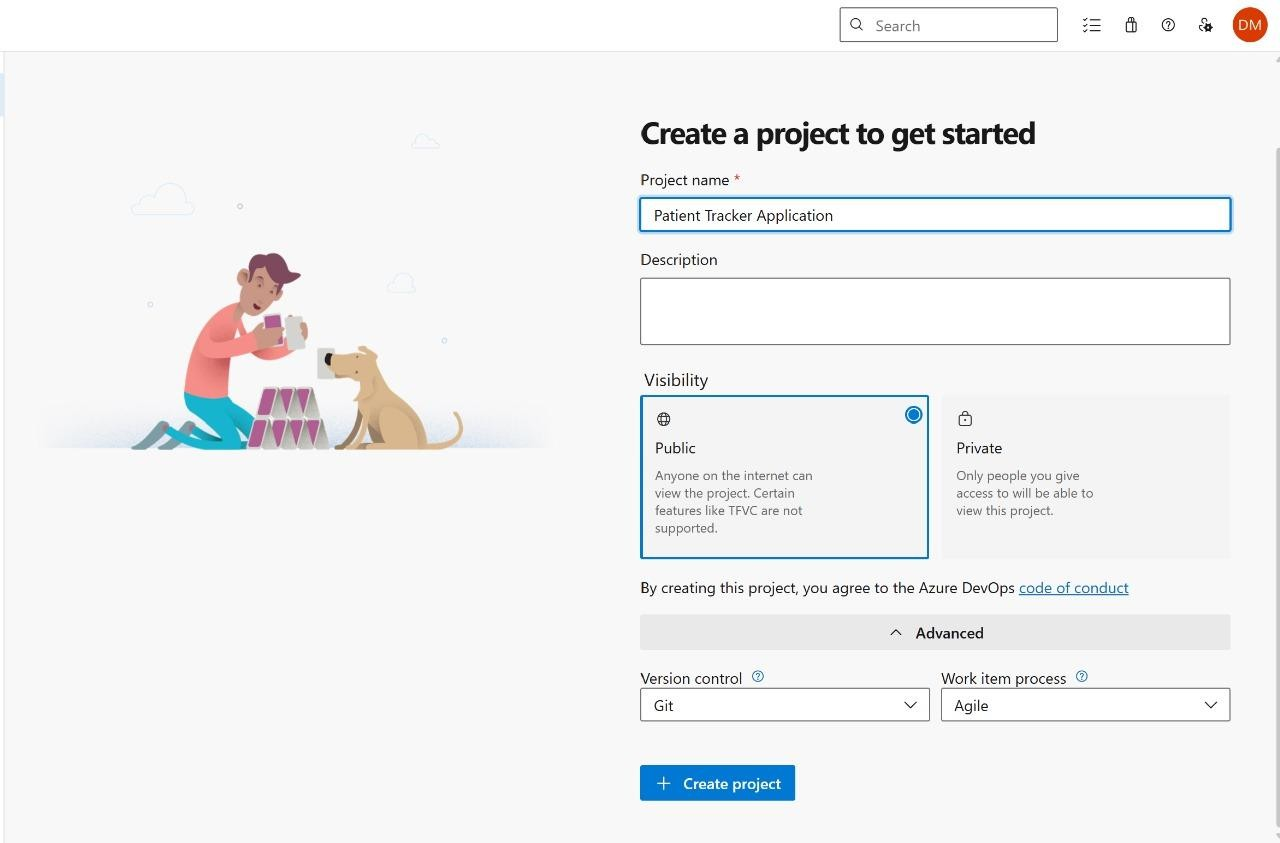 Search
DM
Create a project to get started
Project name *
Patient Tracker Application
Description
Visibility
Public
Anyone on the internet can
view the project. Certain
features like TFVC are not
supported.
Private
Only people you give
access to will be able to
view this project.
By creating this project, you agree to the Azure DevOps code of conduct
Advanced
Version control
Git
Work item process
Agile
Create project